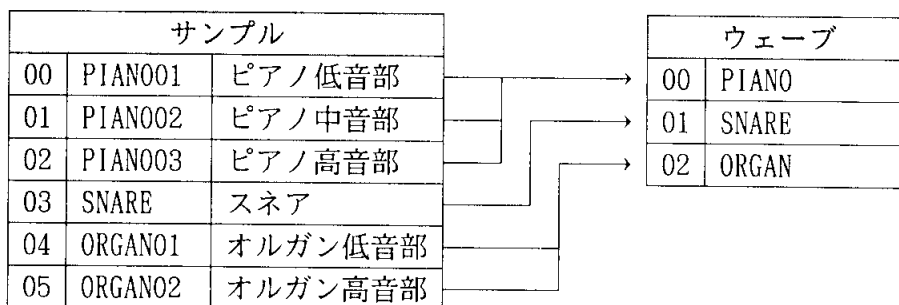 サンプル
00 PIANO01 ピアノ低音部
01 PIANO02 ピアノ中音部
02 PIANO03 ピアノ高音部
03 SNARE スネア
04 ORGAN01 オルガン低音部
05 ORGAN02 オルガン高音部
ウェーブ
00 PIANO
01 SNARE
02 ORGAN